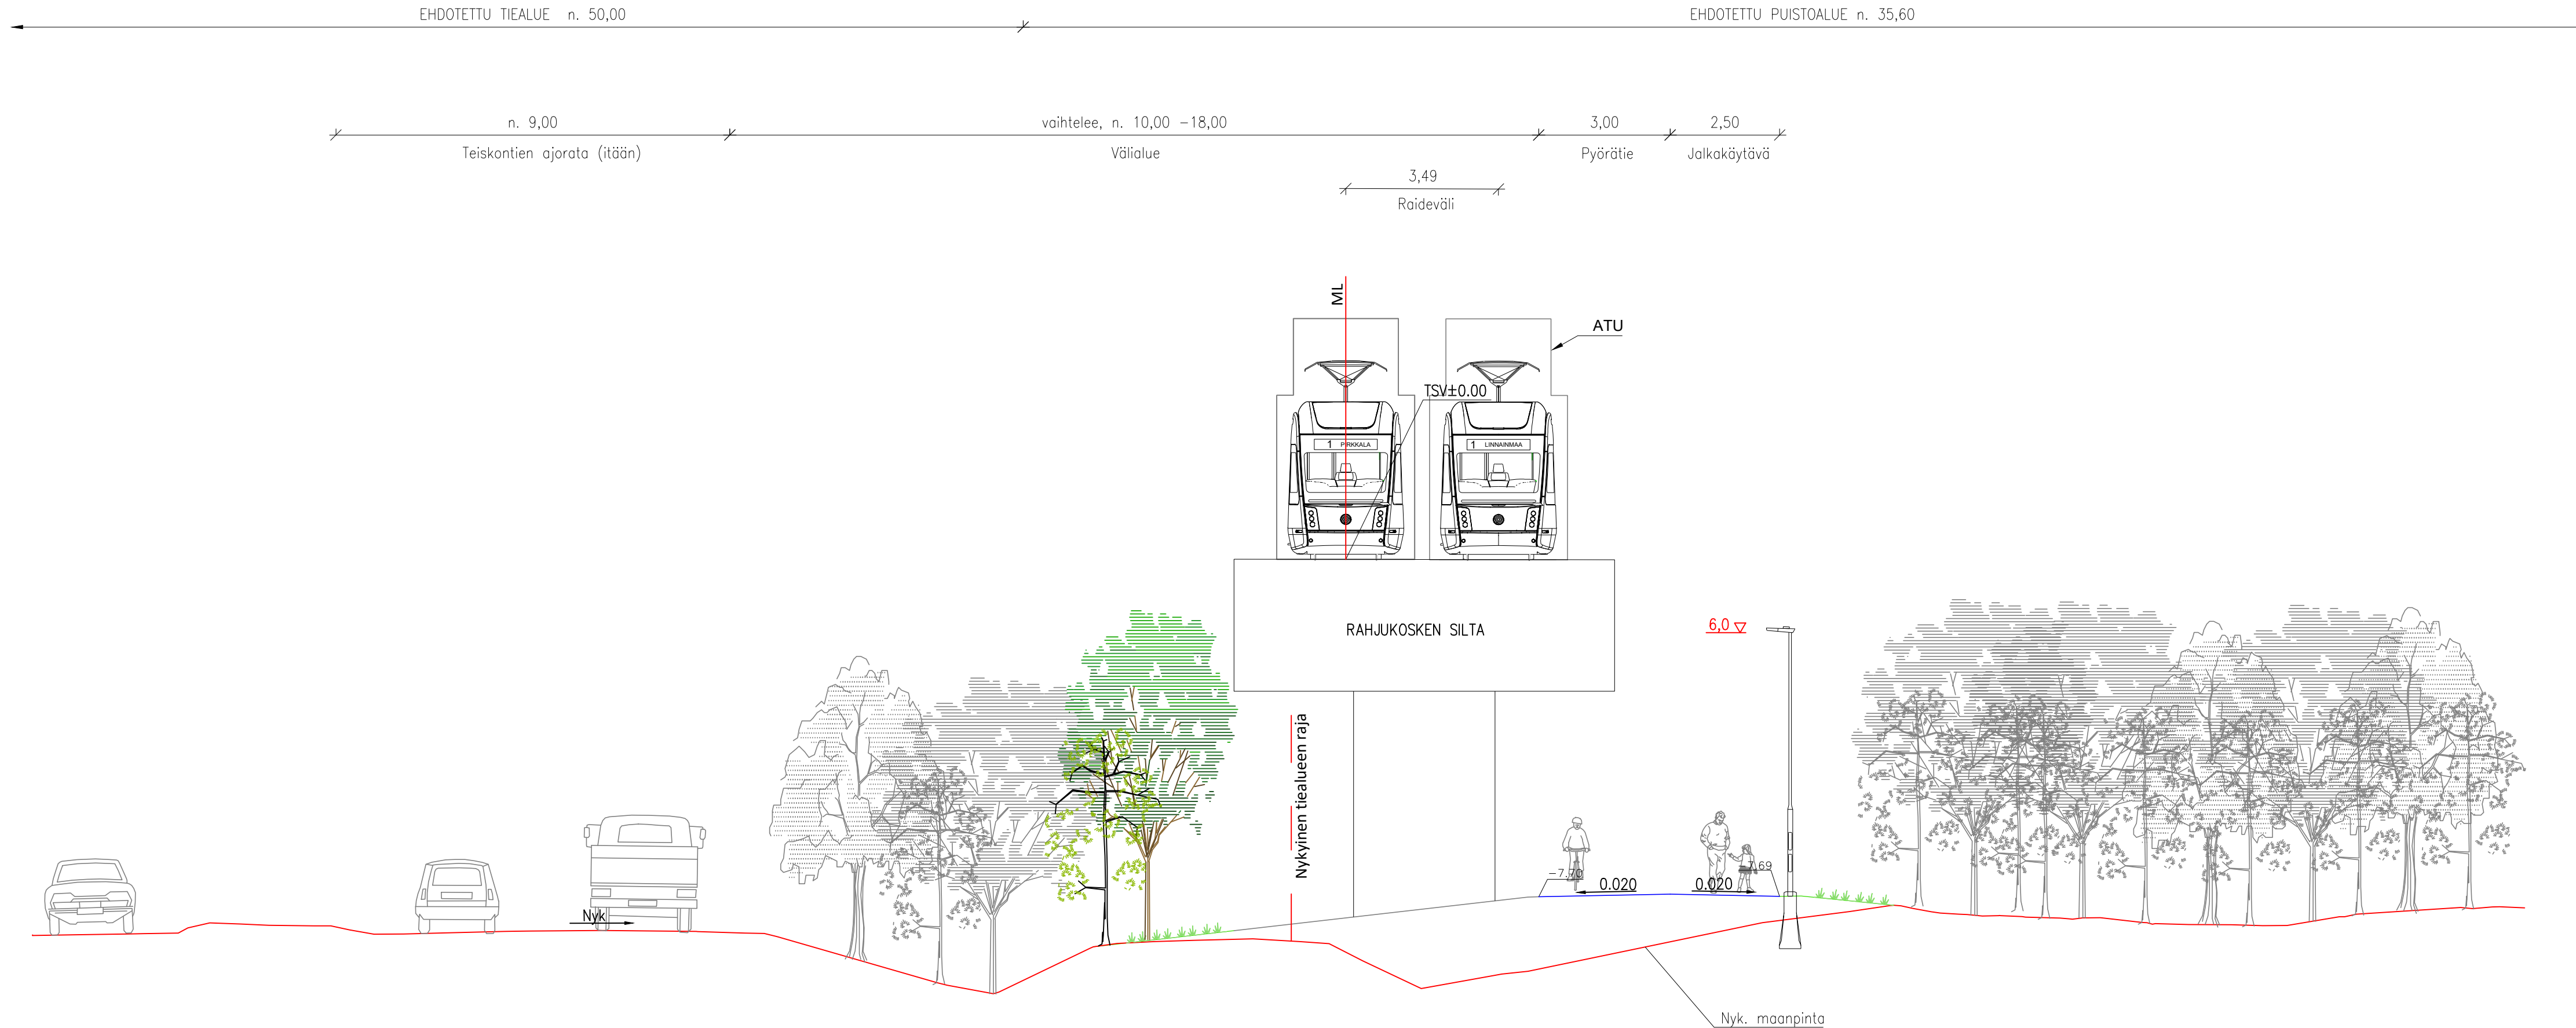 EHDOTETTU TIEALUE n. 50,00
EHDOTETTU PUISTOALUE n. 35,60
n. 9,00
vaihtelee, n. 10,00 -18,00
3,00
2,50
Teiskontien ajorata (itään)
Välialue
Pyörätie
Jalkakäytävä
3,49
Raideväli
ML
ATU
TSV±0.00
1 PIRKKALA
1 LINNAINMAA
RAHJUKOSKEN SILTA
6,0
Nykyinen tiealueen raja
-7.70
0.020
0.020
Nyk
Nyk. maanpinta